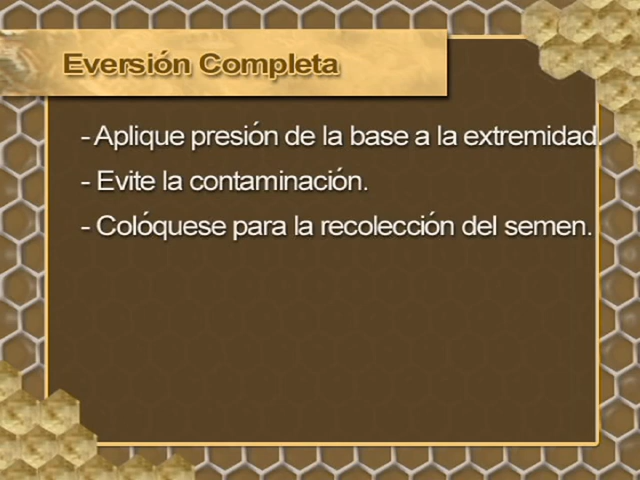 Eversión Completa
- Aplique presión de la base a la extremidad.
- Evite la contaminación.
- Colóquese para la recolección del semen.